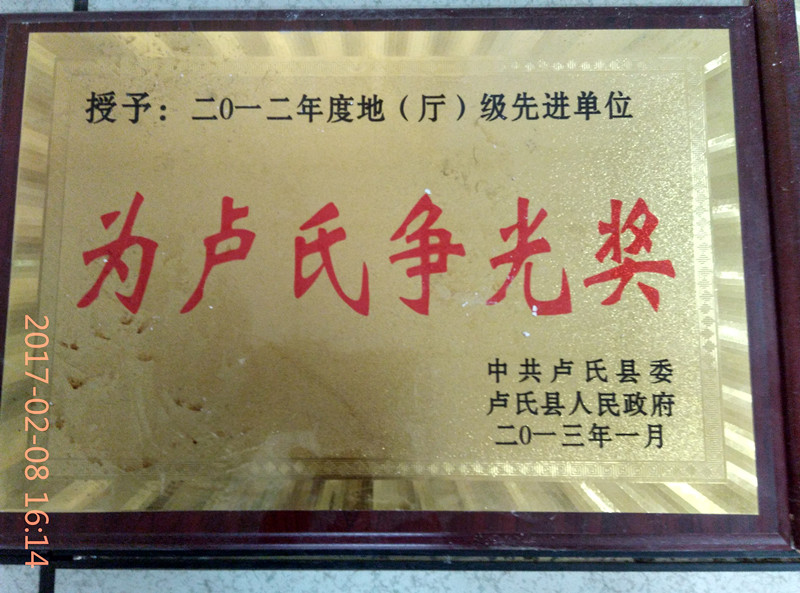 授予：二0一二年度地（厅）级先进单位
为卢氏争光奖
中共卢氏县委
卢氏县人民政府
二0一三年一月
2017-02-08 16:14